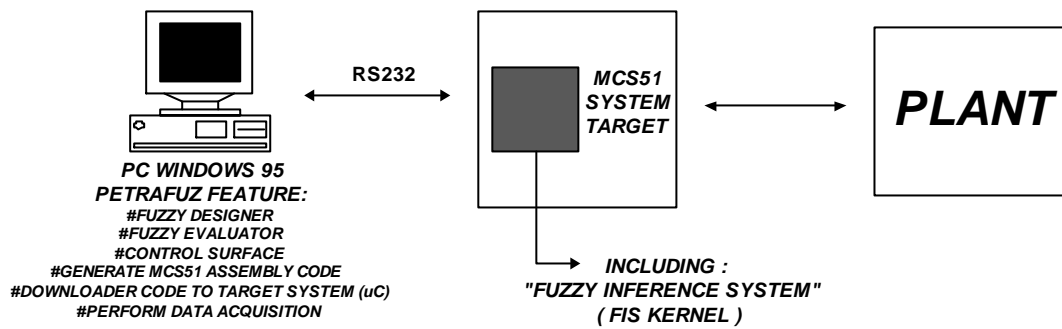 RS232
MCS51
SYSTEM
TARGET
PLANT
PC WINDOWS 95
PETRAFUZ FEATURE:
#FUZZY DESIGNER
#FUZZY EVALUATOR
#CONTROL SURFACE
#GENERATE MCS51 ASSEMBLY CODE
#DOWNLOADER CODE TO TARGET SYSTEM (uC)
#PERFORM DATA ACQUISITION
INCLUDING :
"FUZZY INFERENCE SYSTEM"
( FIS KERNEL )